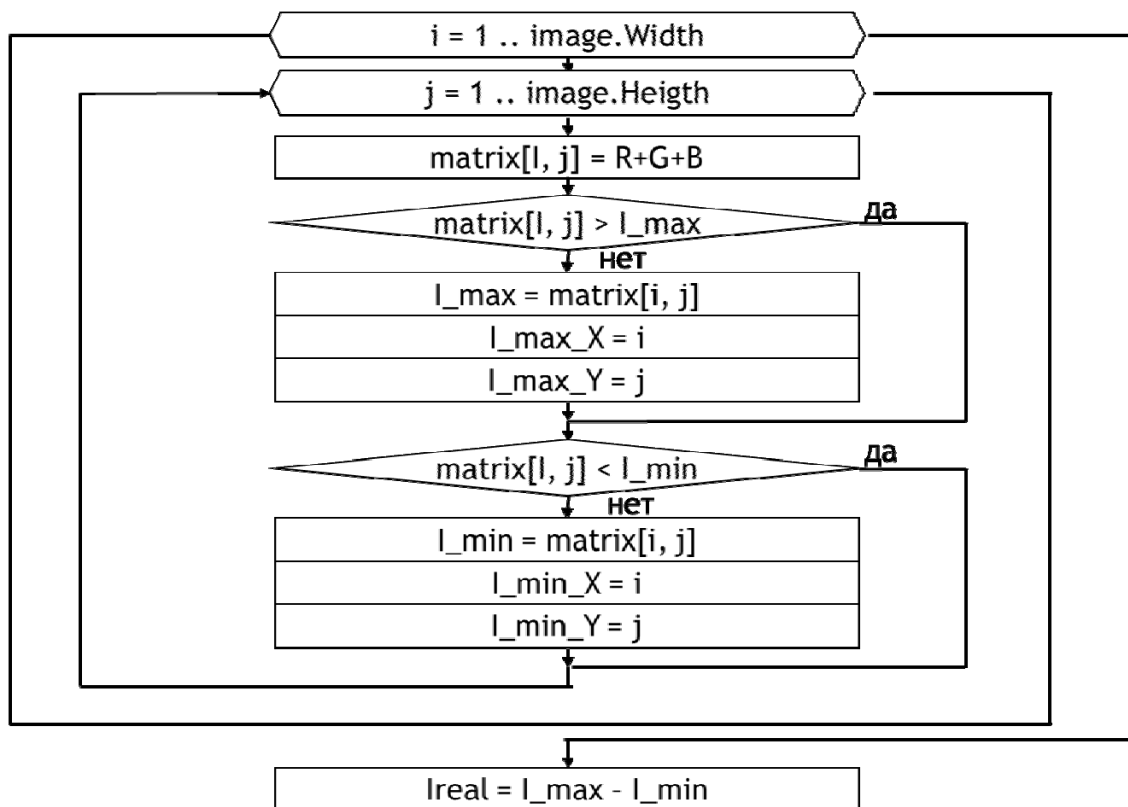 i = 1 .. image.Width
j = 1 .. image.Heigth
matrix[I, j] = R+G+B
matrix[I, j] > I_max
да
нет
I_max = matrix[i, j]
I_max_X = i
I_max_Y = j
matrix[I, j] < I_min
да
нет
I_min = matrix[i, j]
I_min_X = i
I_min_Y = j
Ireal = I_max - I_min